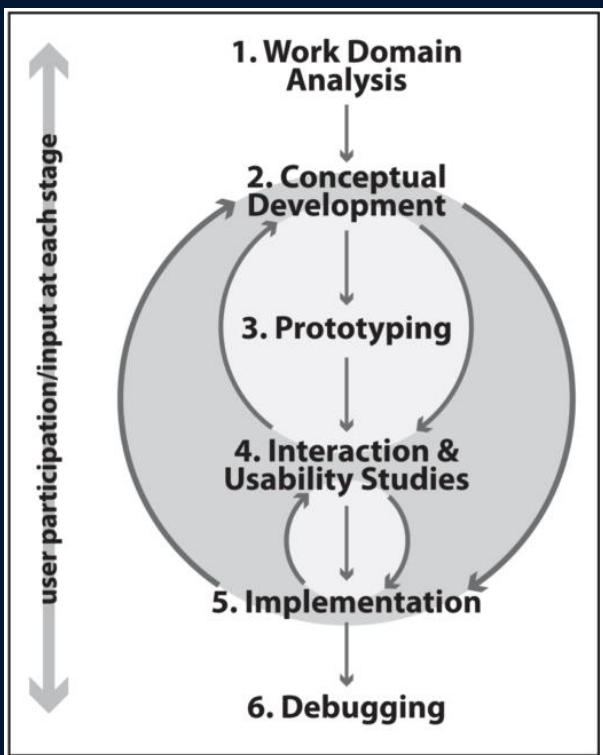 1. Work Domain
Analysis
2. Conceptual
Development
3. Prototyping
4. Interaction &
Usability Studies
5. Implementation
6. Debugging
user participation/input at each stage